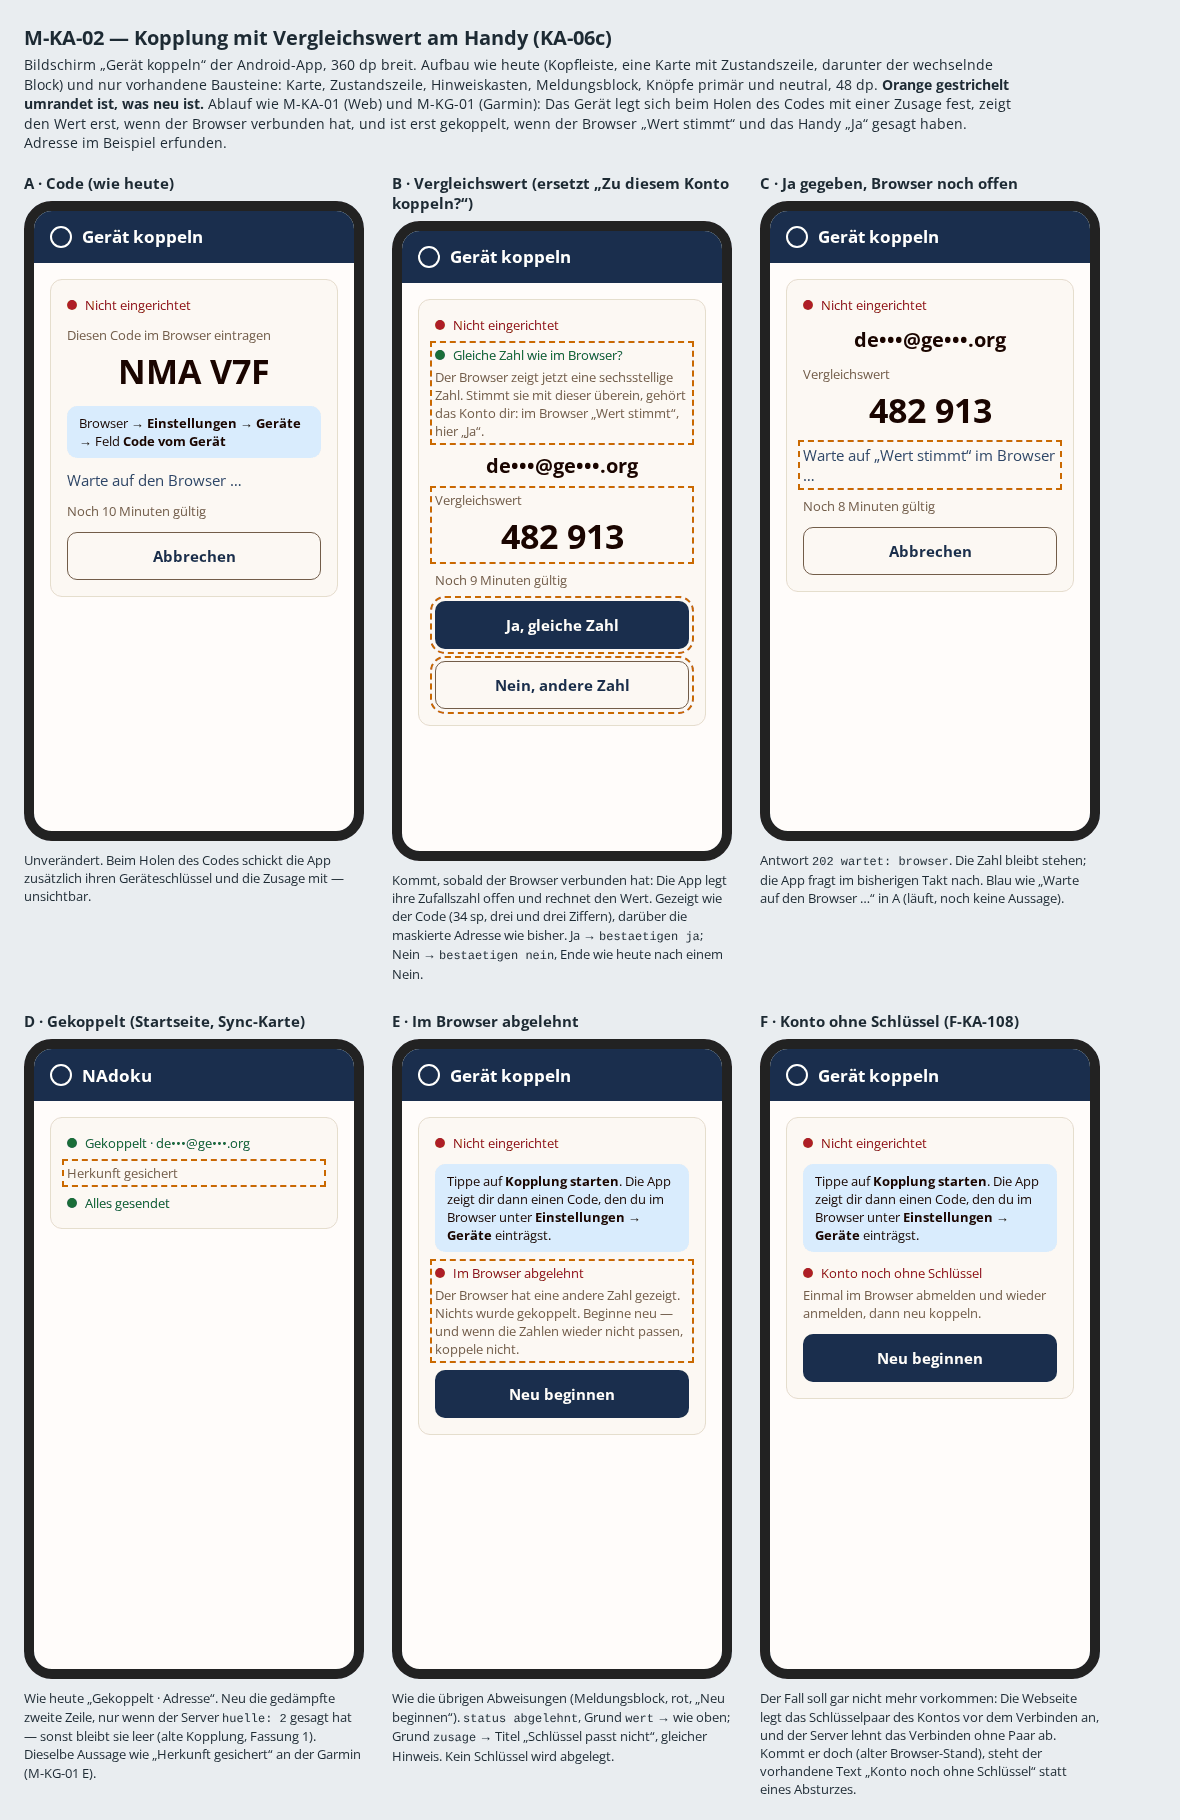 M-KA-02 — Kopplung mit Vergleichswert am Handy (KA-06c)
Bildschirm „Gerät koppeln“ der Android-App, 360 dp breit. Aufbau wie heute (Kopfleiste, eine Karte mit Zustandszeile, darunter der wechselnde
Block) und nur vorhandene Bausteine: Karte, Zustandszeile, Hinweiskasten, Meldungsblock, Knöpfe primär und neutral, 48 dp. Orange gestrichelt
umrandet ist, was neu ist. Ablauf wie M-KA-01 (Web) und M-KG-01 (Garmin): Das Gerät legt sich beim Holen des Codes mit einer Zusage fest, zeigt
den Wert erst, wenn der Browser verbunden hat, und ist erst gekoppelt, wenn der Browser „Wert stimmt“ und das Handy „Ja“ gesagt haben.
Adresse im Beispiel erfunden.
A · Code (wie heute)
Gerät koppeln
Nicht eingerichtet
Diesen Code im Browser eintragen
NMA V7F
Browser → Einstellungen → Geräte
→ Feld Code vom Gerät
Warte auf den Browser …
Noch 10 Minuten gültig
Abbrechen
Unverändert. Beim Holen des Codes schickt die App
zusätzlich ihren Geräteschlüssel und die Zusage mit —
unsichtbar.
B · Vergleichswert (ersetzt „Zu diesem Konto
koppeln?“)
Gerät koppeln
Nicht eingerichtet
Gleiche Zahl wie im Browser?
Der Browser zeigt jetzt eine sechsstellige
Zahl. Stimmt sie mit dieser überein, gehört
das Konto dir: im Browser „Wert stimmt“,
hier „Ja“.
de•••@ge•••.org
Vergleichswert
482 913
Noch 9 Minuten gültig
Ja, gleiche Zahl
Nein, andere Zahl
Kommt, sobald der Browser verbunden hat: Die App legt
ihre Zufallszahl offen und rechnet den Wert. Gezeigt wie
der Code (34 sp, drei und drei Ziffern), darüber die
maskierte Adresse wie bisher. Ja → bestaetigen ja;
Nein → bestaetigen nein, Ende wie heute nach einem
Nein.
C · Ja gegeben, Browser noch offen
Gerät koppeln
Nicht eingerichtet
de•••@ge•••.org
Vergleichswert
482 913
Warte auf „Wert stimmt“ im Browser
…
Noch 8 Minuten gültig
Abbrechen
Antwort 202 wartet: browser. Die Zahl bleibt stehen;
die App fragt im bisherigen Takt nach. Blau wie „Warte
auf den Browser …“ in A (läuft, noch keine Aussage).
D · Gekoppelt (Startseite, Sync-Karte)
NAdoku
Gekoppelt · de•••@ge•••.org
Herkunft gesichert
Alles gesendet
Wie heute „Gekoppelt · Adresse“. Neu die gedämpfte
zweite Zeile, nur wenn der Server huelle: 2 gesagt hat
— sonst bleibt sie leer (alte Kopplung, Fassung 1).
Dieselbe Aussage wie „Herkunft gesichert“ an der Garmin
(M-KG-01 E).
E · Im Browser abgelehnt
Gerät koppeln
Nicht eingerichtet
Tippe auf Kopplung starten. Die App
zeigt dir dann einen Code, den du im
Browser unter Einstellungen →
Geräte einträgst.
Im Browser abgelehnt
Der Browser hat eine andere Zahl gezeigt.
Nichts wurde gekoppelt. Beginne neu —
und wenn die Zahlen wieder nicht passen,
koppele nicht.
Neu beginnen
Wie die übrigen Abweisungen (Meldungsblock, rot, „Neu
beginnen“). status abgelehnt, Grund wert → wie oben;
Grund zusage → Titel „Schlüssel passt nicht“, gleicher
Hinweis. Kein Schlüssel wird abgelegt.
F · Konto ohne Schlüssel (F-KA-108)
Gerät koppeln
Nicht eingerichtet
Tippe auf Kopplung starten. Die App
zeigt dir dann einen Code, den du im
Browser unter Einstellungen →
Geräte einträgst.
Konto noch ohne Schlüssel
Einmal im Browser abmelden und wieder
anmelden, dann neu koppeln.
Neu beginnen
Der Fall soll gar nicht mehr vorkommen: Die Webseite
legt das Schlüsselpaar des Kontos vor dem Verbinden an,
und der Server lehnt das Verbinden ohne Paar ab.
Kommt er doch (alter Browser-Stand), steht der
vorhandene Text „Konto noch ohne Schlüssel“ statt
eines Absturzes.